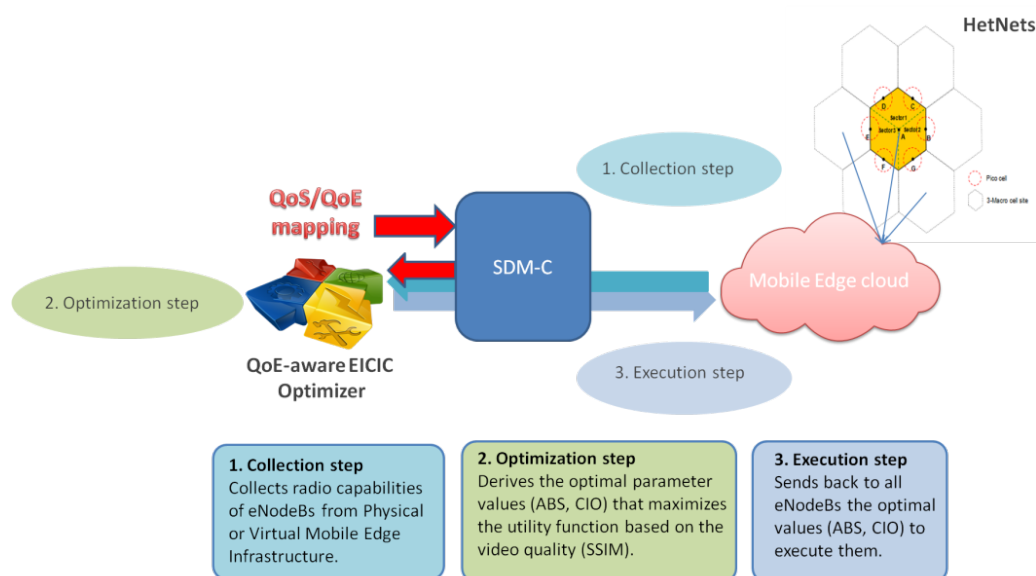 HetNets
D
C
Sector1
Sector3
Sector2
E
A
B
F
G
Pico cell
3-Macro cell site
1. Collection step
QoS/QoE
mapping
SDM-C
Mobile Edge cloud
2. Optimization step
QoE-aware EICIC
Optimizer
3. Execution step
1. Collection step
Collects radio capabilities
of eNodeBs from Physical
or Virtual Mobile Edge
Infrastructure.
2. Optimization step
Derives the optimal parameter
values (ABS, CIO) that maximizes
the utility function based on the
video quality (SSIM).
3. Execution step
Sends back to all
eNodeBs the optimal
values (ABS, CIO) to
execute them.